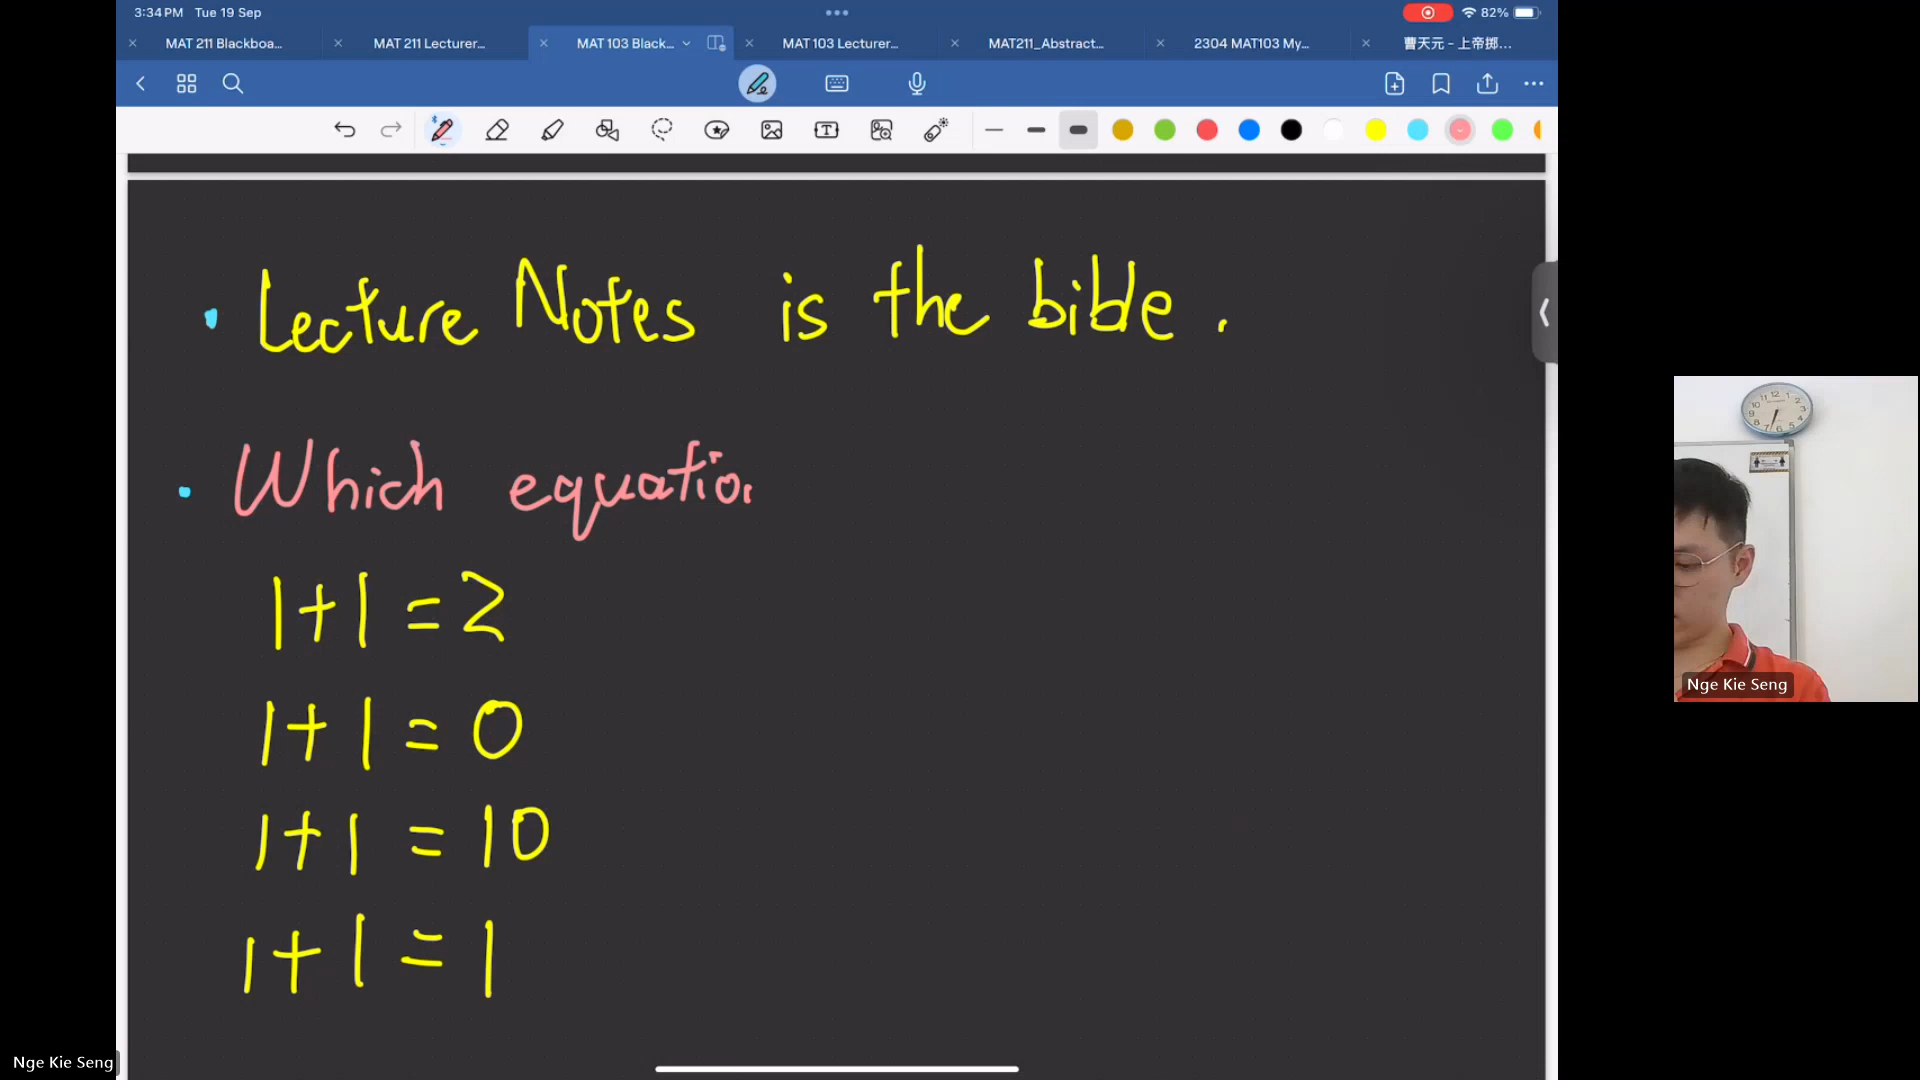 3:34 PM Tue 19 Sep
82%
MAT 211 Blackboa...
MAT 211 Lecturer...
MAT 103 Black...
MAT 103 Lecturer...
MAT211_Abstract...
2304 MAT103 My...
曹天元 - 上帝掷...
Lecture Notes is the bible.
Which equation
1+1=2
1+1=0
1+1=10
1+1=1
Nge Kie Seng
Nge Kie Seng